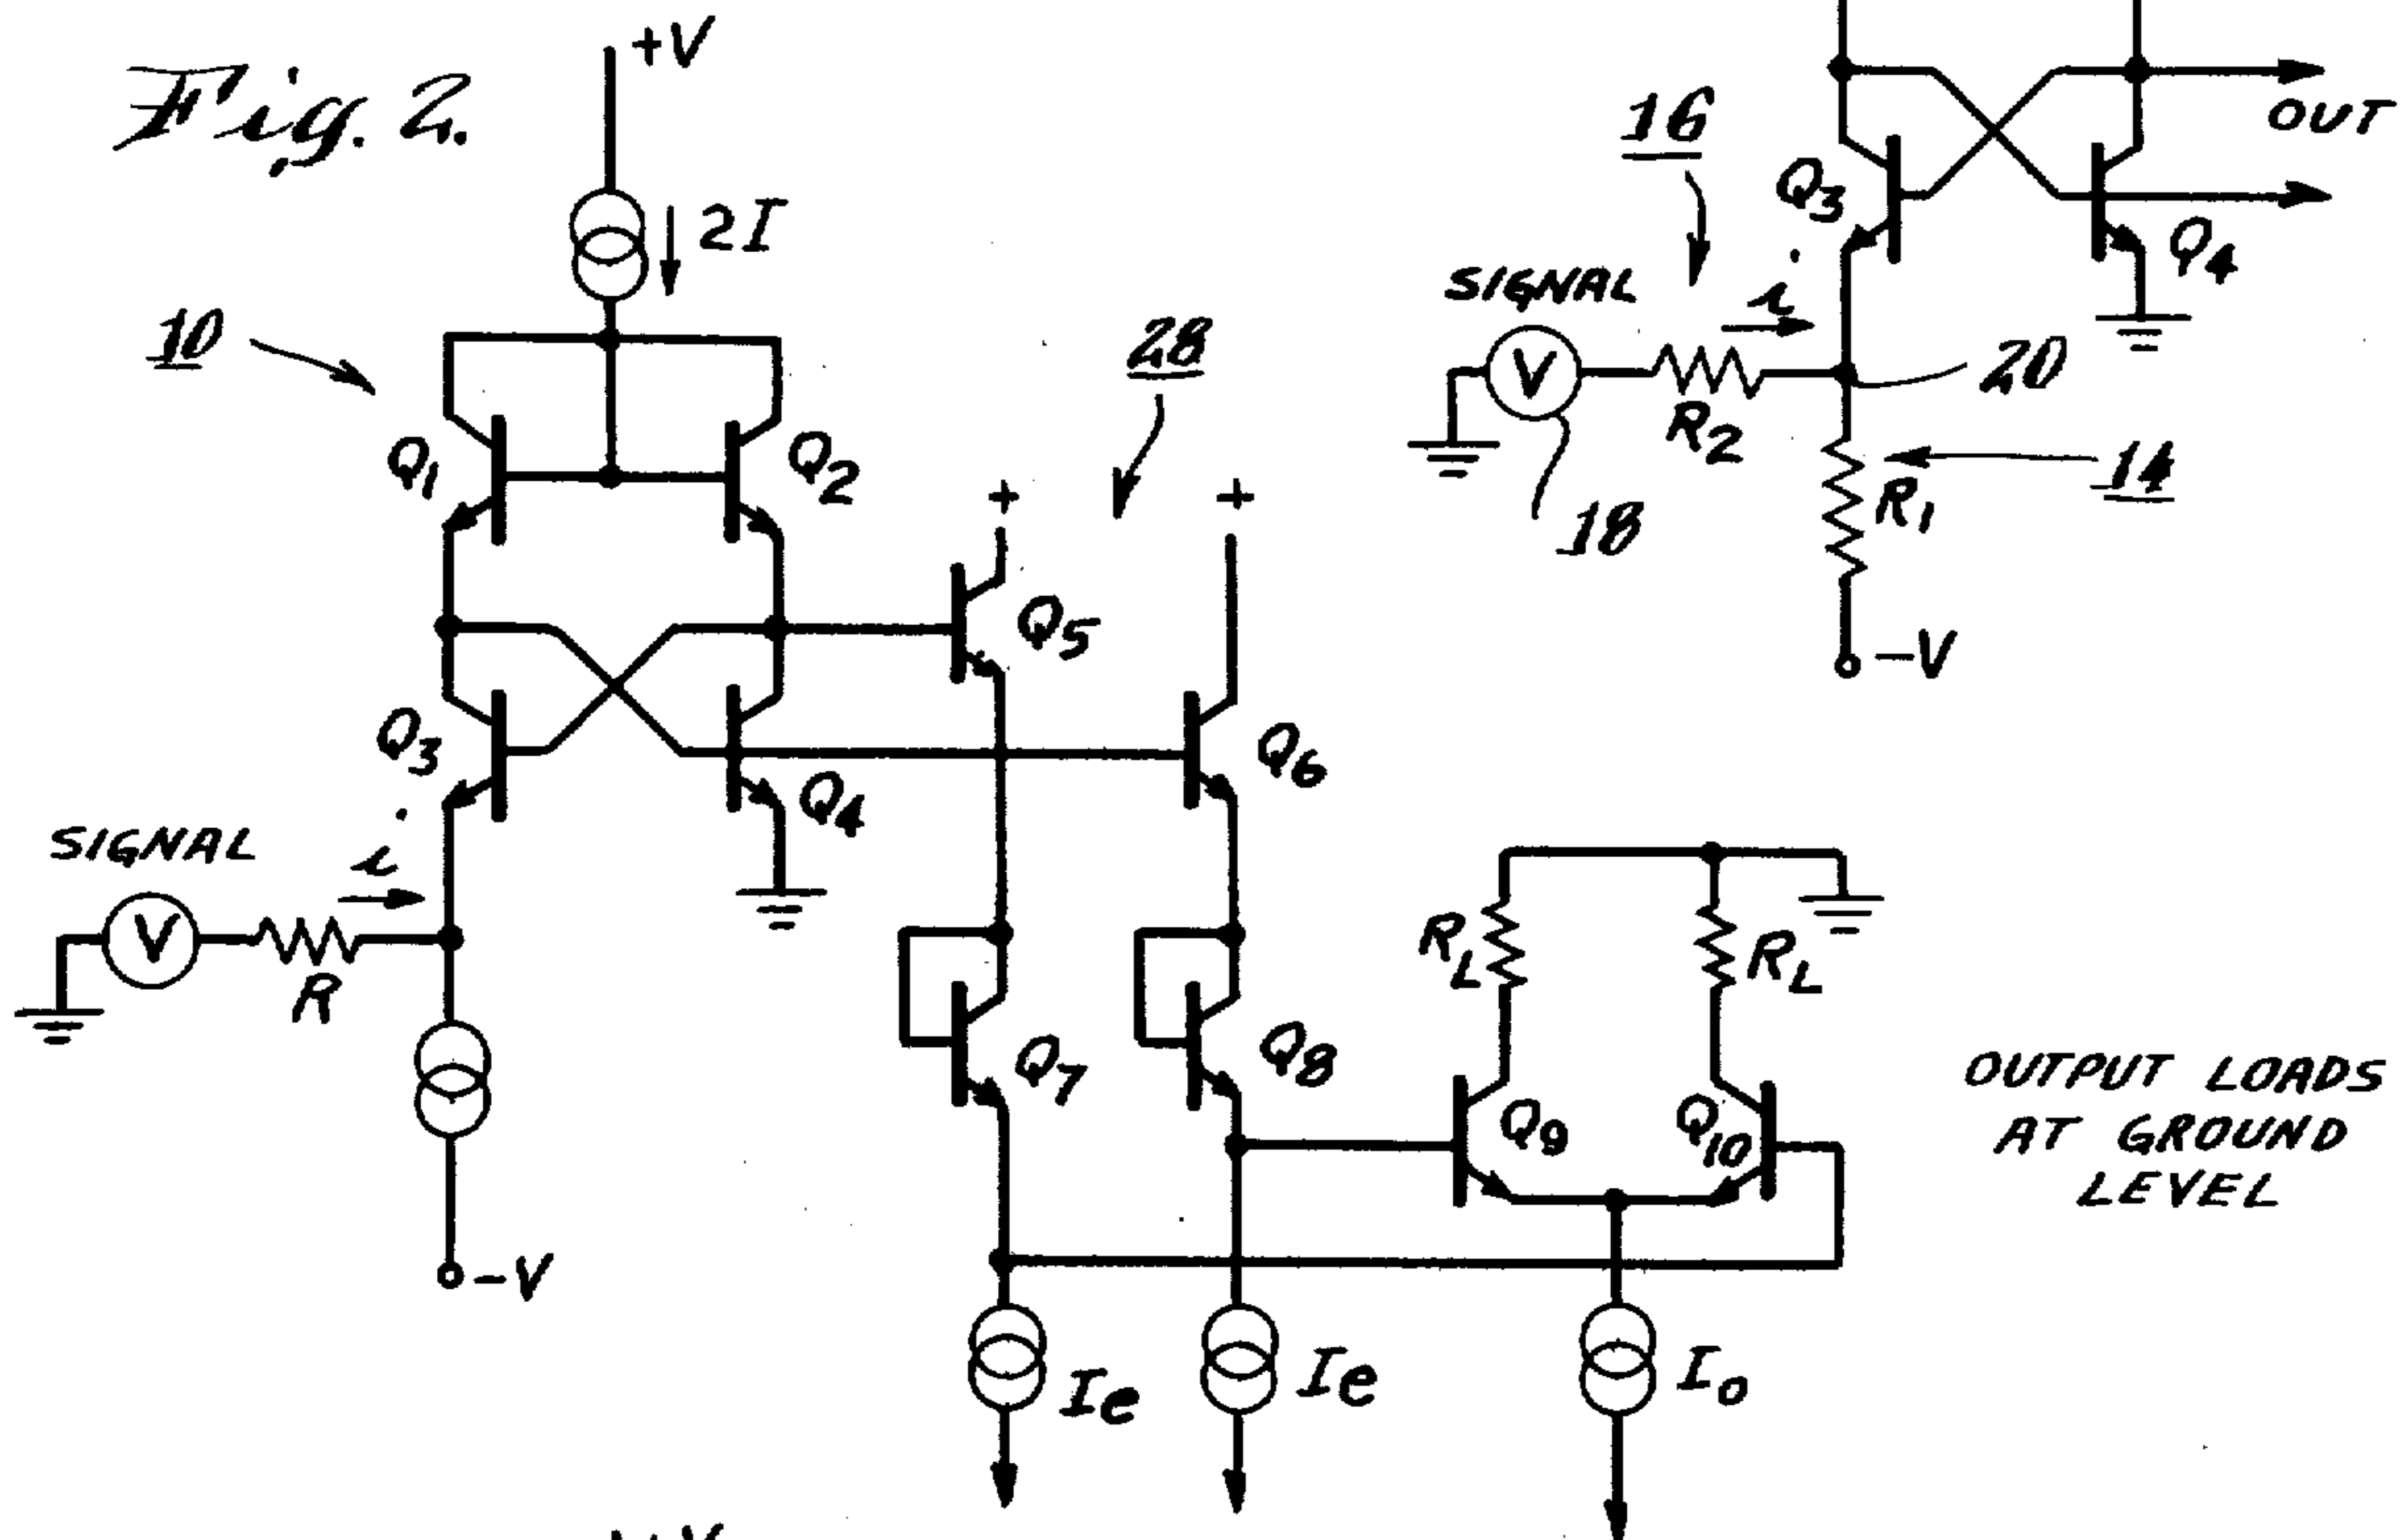 Fig. 2.
+V
2I
10
Q1
Q2
28
+
+
Q5
Q3
Q4
Q6
SIGNAL
i
V
R
-V
Q7
Q8
RL
RL
Q9
Q10
OUTPUT LOADS
AT GROUND
LEVEL
Ie
Ie
Io
16
OUT
Q3
Q4
SIGNAL
i
V
R2
20
18
14
R1
-V